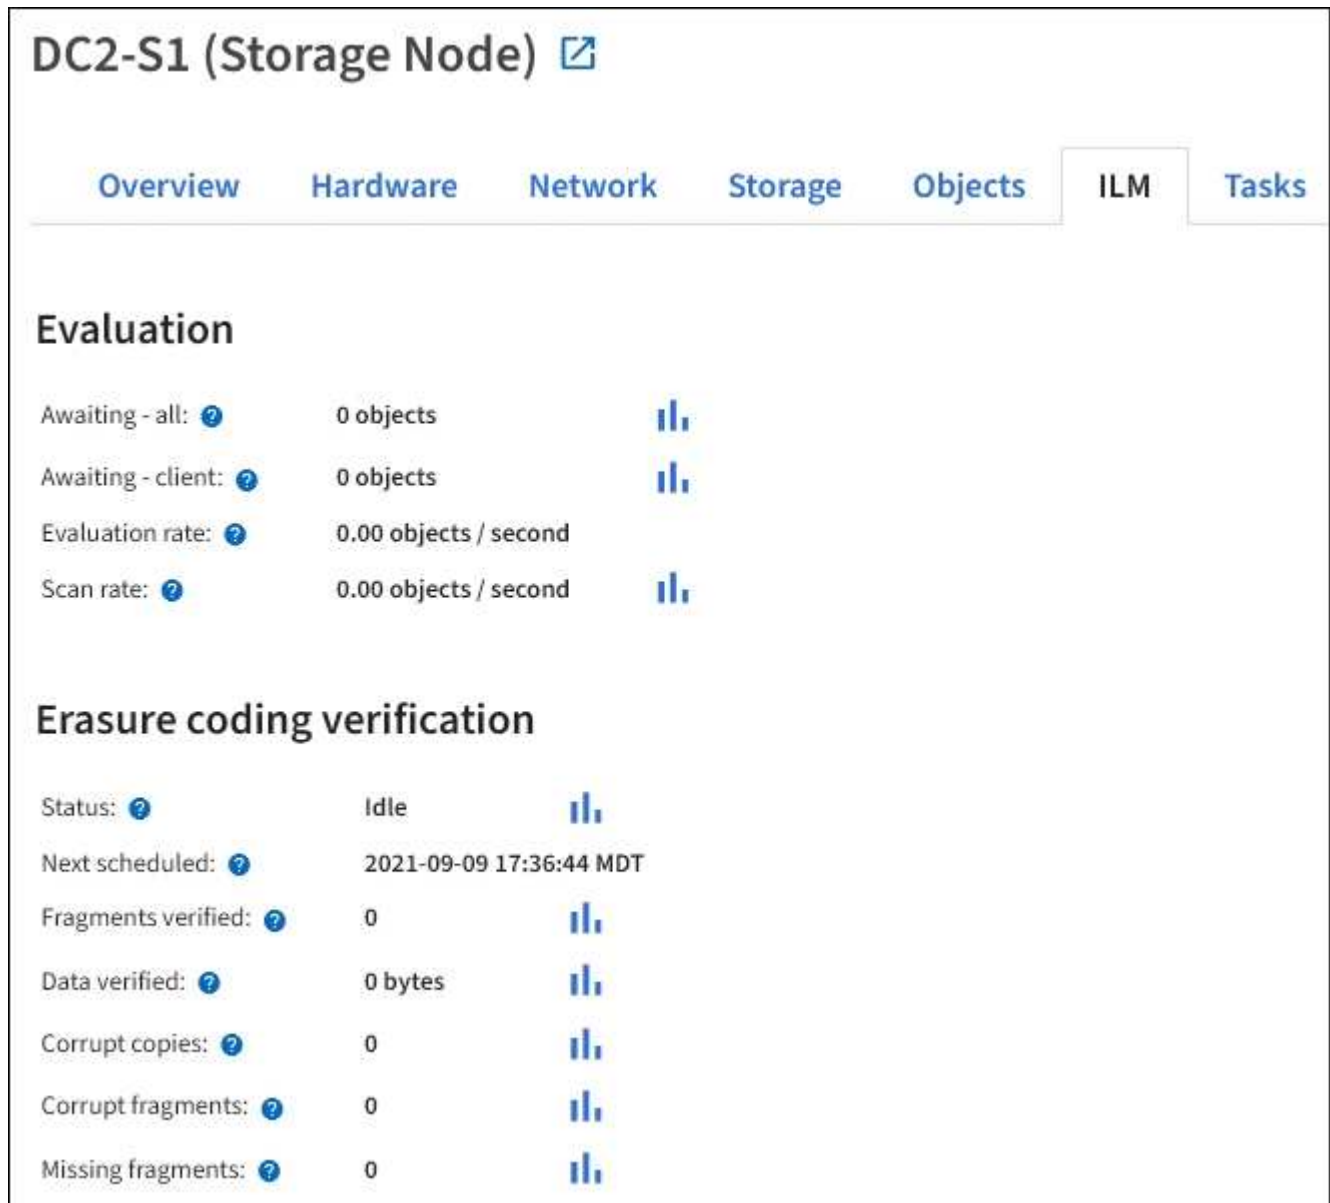 DC2-S1 (Storage Node)
Overview Hardware Network Storage Objects ILM Tasks
Evaluation
Awaiting - all: 0 objects
Awaiting - client: 0 objects
Evaluation rate: 0.00 objects / second
Scan rate: 0.00 objects / second
Erasure coding verification
Status: Idle
Next scheduled: 2021-09-09 17:36:44 MDT
Fragments verified: 0
Data verified: 0 bytes
Corrupt copies: 0
Corrupt fragments: 0
Missing fragments: 0